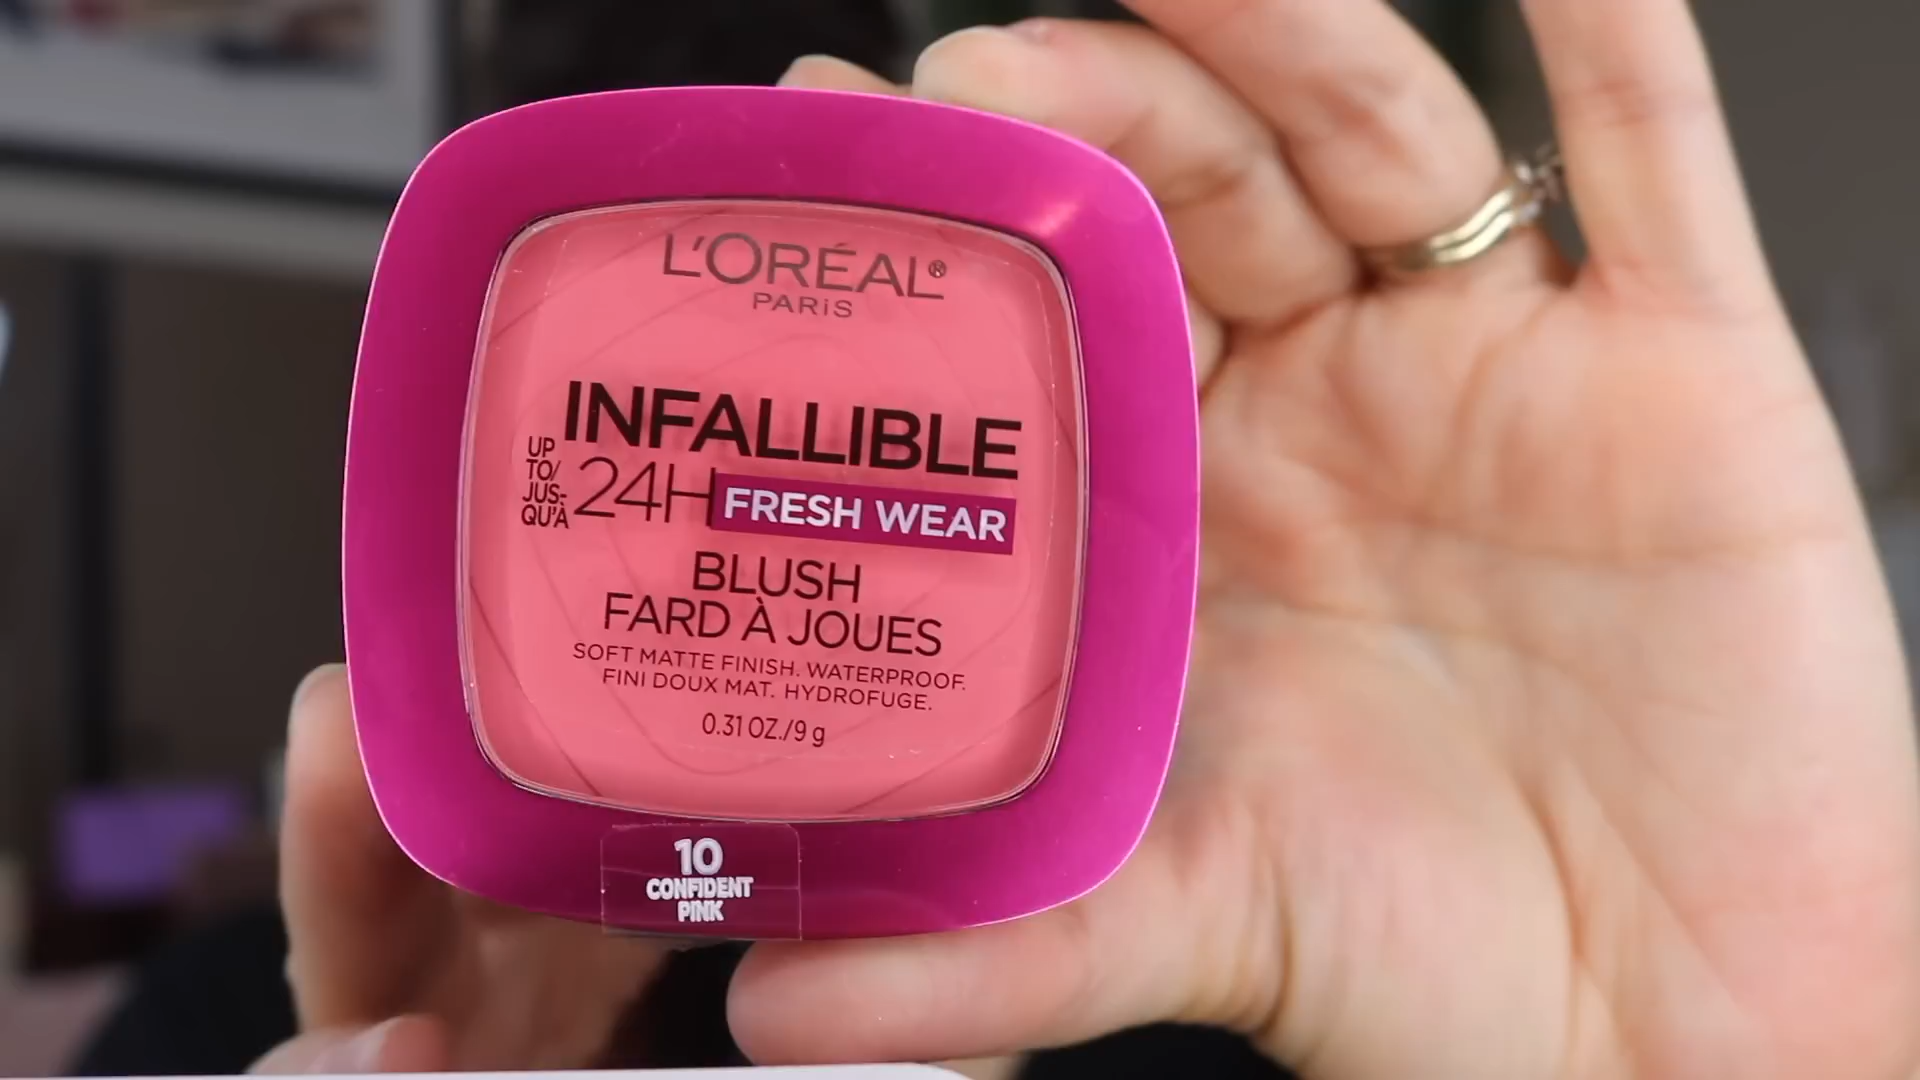 L'ORÉAL®
PARiS
INFALLIBLE
UP
TO/
JUS-
QU'À
24H FRESH WEAR
BLUSH
FARD À JOUES
SOFT MATTE FINISH. WATERPROOF.
FINI DOUX MAT. HYDROFUGE.
0.31 OZ./9 g
10
CONFIDENT
PINK